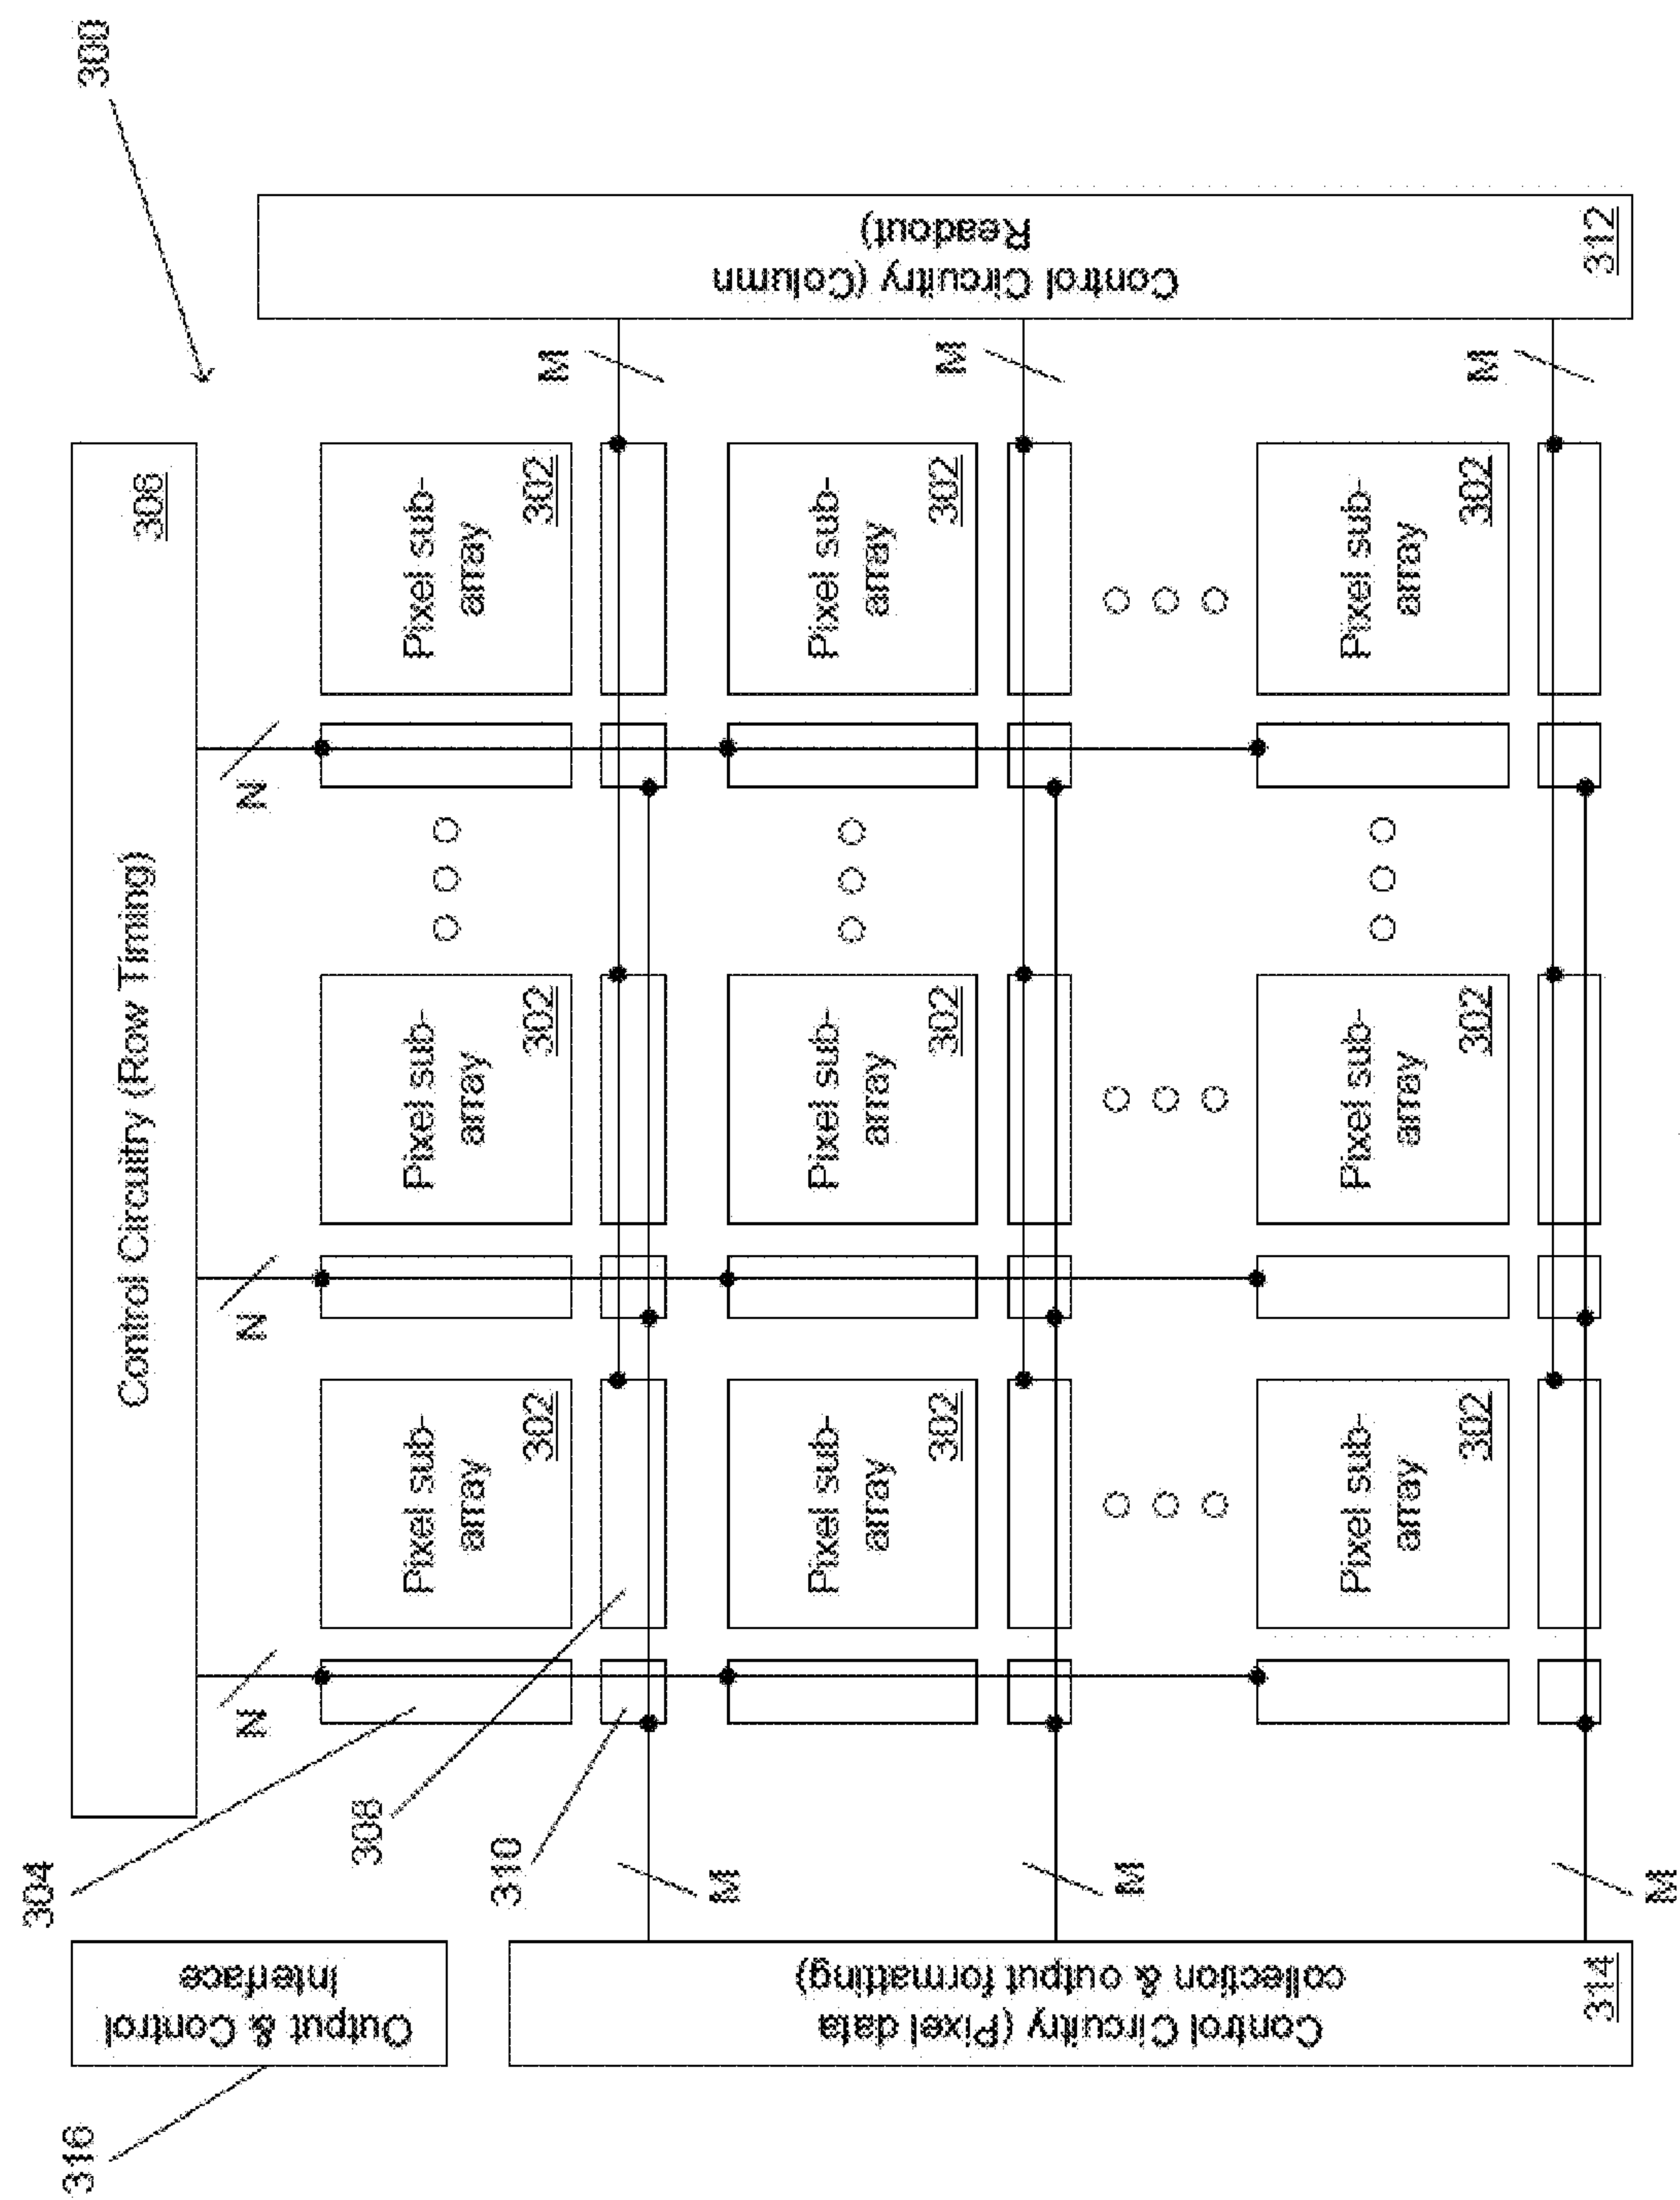 304
316
300
Output & Control
Interface
Control Circuitry (Row Timing)
306
N
N
N
308
310
Pixel sub-
array
302
Pixel sub-
array
302
Pixel sub-
array
302
M
M
Pixel sub-
array
302
Pixel sub-
array
302
Pixel sub-
array
302
M
M
Pixel sub-
array
302
Pixel sub-
array
302
Pixel sub-
array
302
M
M
Control Circuitry (Pixel data
collection & output formatting)
314
Control Circuitry (Column
Readout)
312